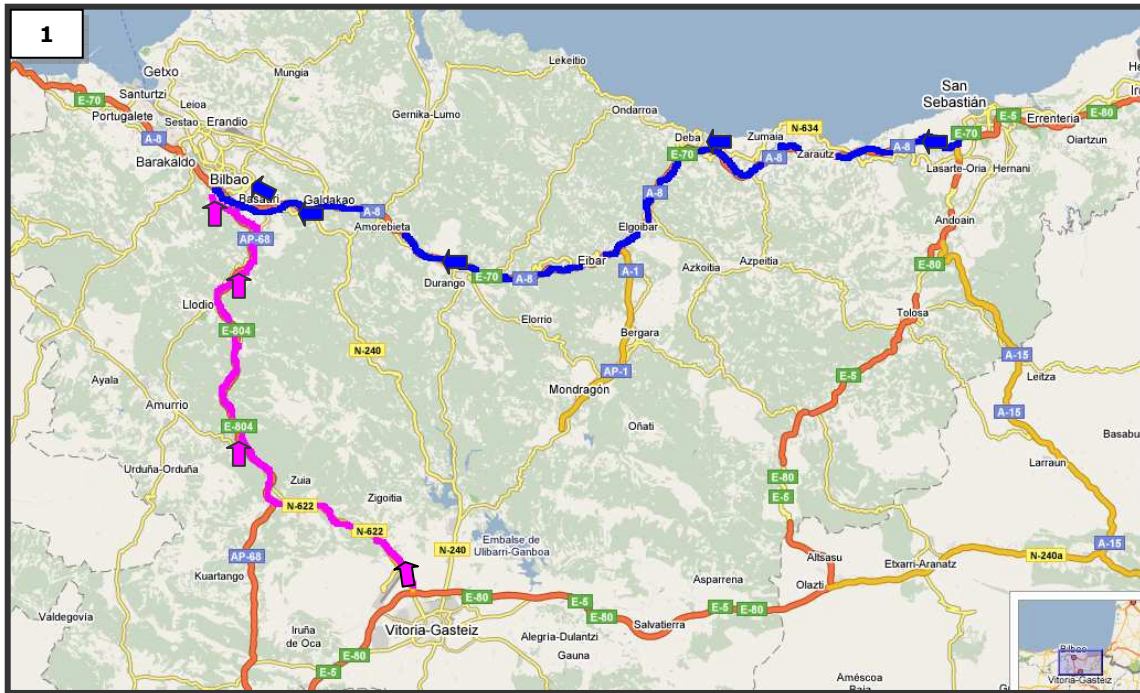 1
Getxo
Mungia
Lekeitio
San
Sebastián
He
Iru
E-70
Santurtzi
Leioa
Sestao
Erandio
Portugalete
Gernika-Lumo
Ondarroa
E-5
E-80
Errenteria
Oiartzun
A-8
Deba
Zumaia
N-634
E-70
E-70
A-8
Zarautz
A-8
Barakaldo
Lasarte-Oria
Hernani
Bilbao
Basauri
Galdakao
A-8
A-8
Amorebieta
Elgoibar
Andoain
AP-68
Eibar
Azkoitia
Azpeitia
E-80
Durango
E-70
A-8
A-1
Llodio
Elorrio
Tolosa
E-804
Bergara
N-240
A-15
Leitza
Ayala
AP-1
E-5
Mondragón
Amurrio
A-15
E-804
Oñati
Basabu
Urduña-Orduña
Larraun
Zuia
Zigoitia
E-80
E-5
N-622
N-622
Embalse de
Ulibarri-Ganboa
N-240
A-15
AP-68
Altsasu
Etxarri-Aranatz
N-240a
Kuartango
Asparrena
Olazti
E-80
E-5
E-80
E-5
E-80
Valdegovía
Iruña
de Oca
Vitoria-Gasteiz
Salvatierra
Alegria-Dulantzi
Gauna
E-80
E-5
Améscoa
Baja
Bilbao
Vitoria-Gasteiz